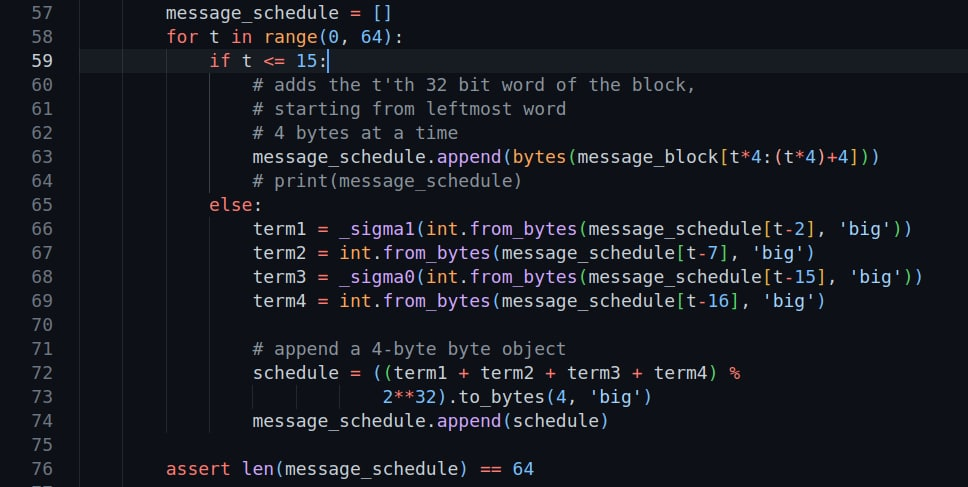 57 message_schedule = []
58 for t in range(0, 64):
59 if t <= 15:
60 # adds the t'th 32 bit word of the block,
61 # starting from leftmost word
62 # 4 bytes at a time
63 message_schedule.append(bytes(message_block[t*4:(t*4)+4]))
64 # print(message_schedule)
65 else:
66 term1 = _sigma1(int.from_bytes(message_schedule[t-2], 'big'))
67 term2 = int.from_bytes(message_schedule[t-7], 'big')
68 term3 = _sigma0(int.from_bytes(message_schedule[t-15], 'big'))
69 term4 = int.from_bytes(message_schedule[t-16], 'big')
70
71 # append a 4-byte byte object
72 schedule = ((term1 + term2 + term3 + term4) %
73 2**32).to_bytes(4, 'big')
74 message_schedule.append(schedule)
75
76 assert len(message_schedule) == 64